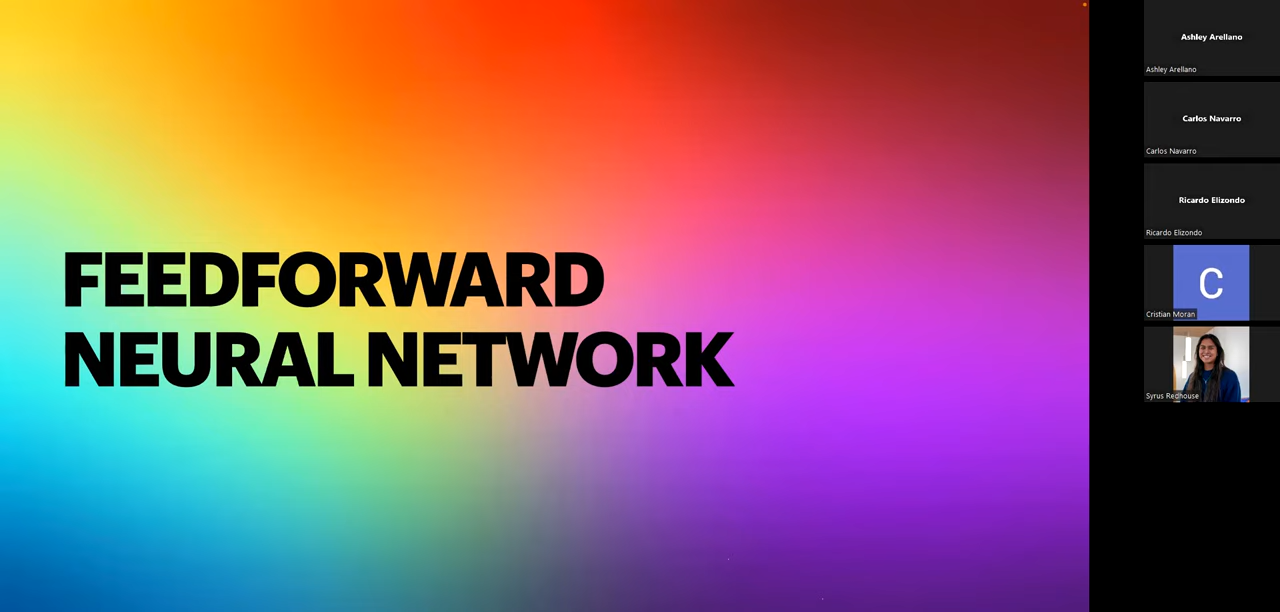 FEEDFORWARD
NEURAL NETWORK
Ashley Arellano
Ashley Arellano
Carlos Navarro
Carlos Navarro
Ricardo Elizondo
Ricardo Elizondo
C
Cristian Moran
Syrus Redhouse